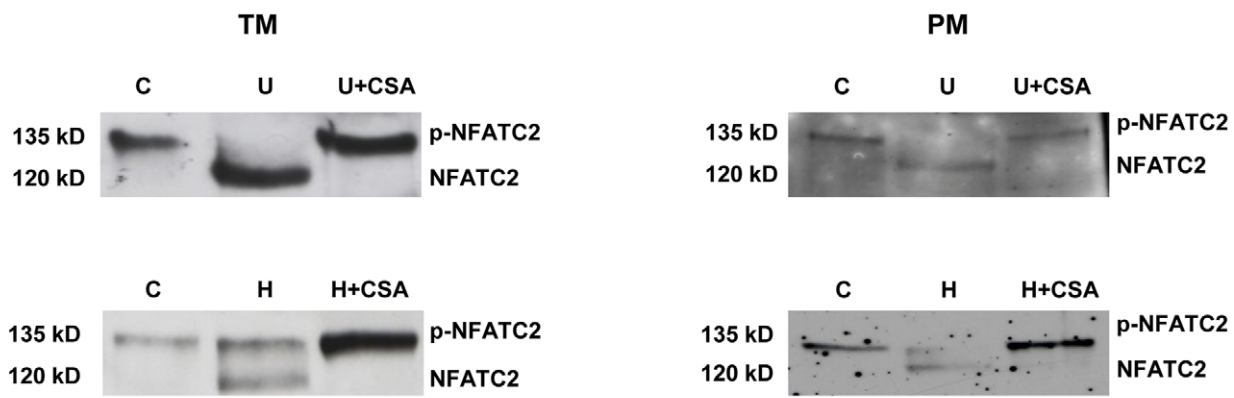 TM
C U U+CSA
135 kD p-NFATC2
120 kD NFATC2
C H H+CSA
135 kD p-NFATC2
120 kD NFATC2
PM
C U U+CSA
135 kD p-NFATC2
120 kD NFATC2
C H H+CSA
135 kD p-NFATC2
120 kD NFATC2